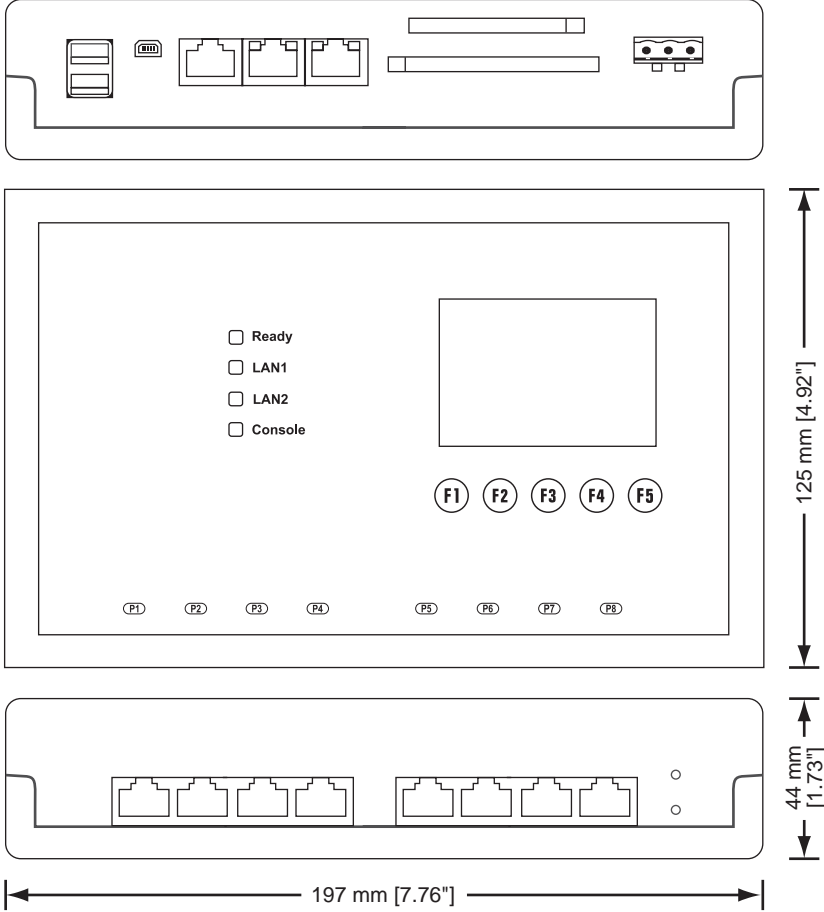 Ready
LAN1
LAN2
Console
F1 F2 F3 F4 F5
P1 P2 P3 P4 P5 P6 P7 P8
125 mm [4.92"]
44 mm
[1.73"]
197 mm [7.76"]